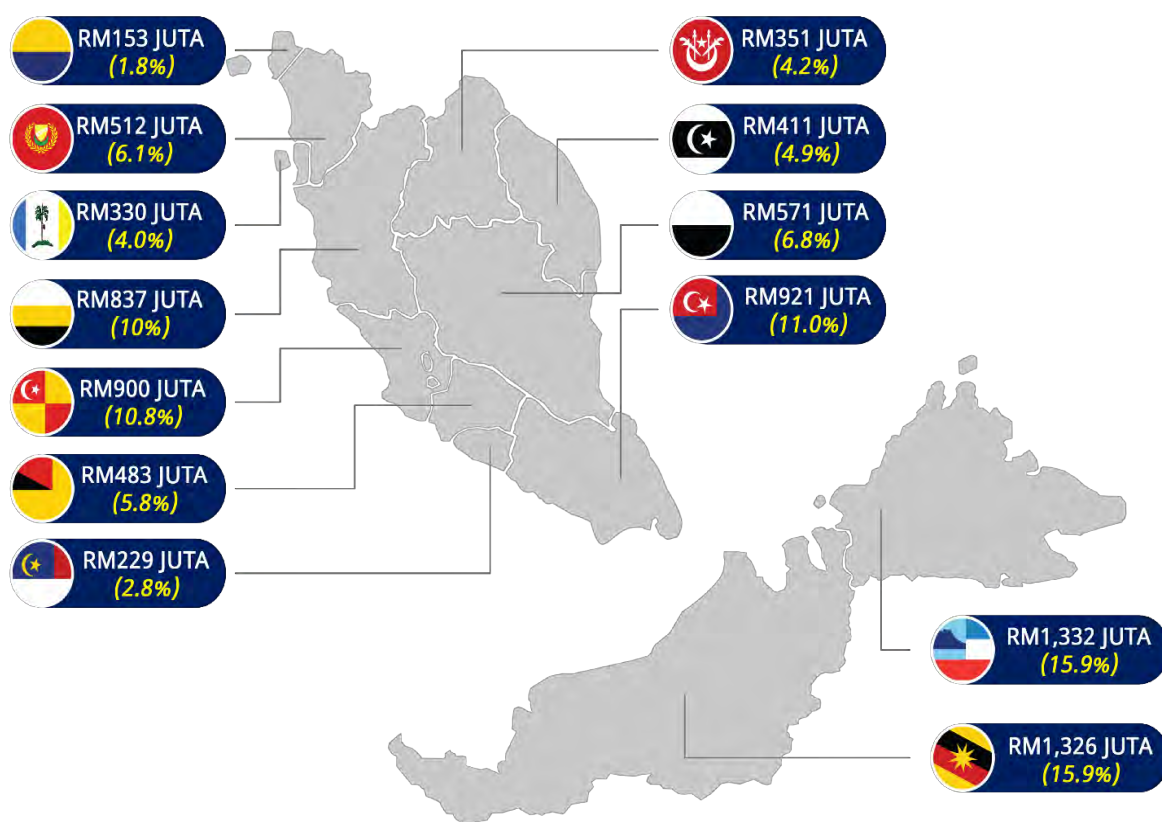 RM153 JUTA
(1.8%)
RM512 JUTA
(6.1%)
RM330 JUTA
(4.0%)
RM837 JUTA
(10%)
RM900 JUTA
(10.8%)
RM483 JUTA
(5.8%)
RM229 JUTA
(2.8%)
RM351 JUTA
(4.2%)
RM411 JUTA
(4.9%)
RM571 JUTA
(6.8%)
RM921 JUTA
(11.0%)
RM1,332 JUTA
(15.9%)
RM1,326 JUTA
(15.9%)